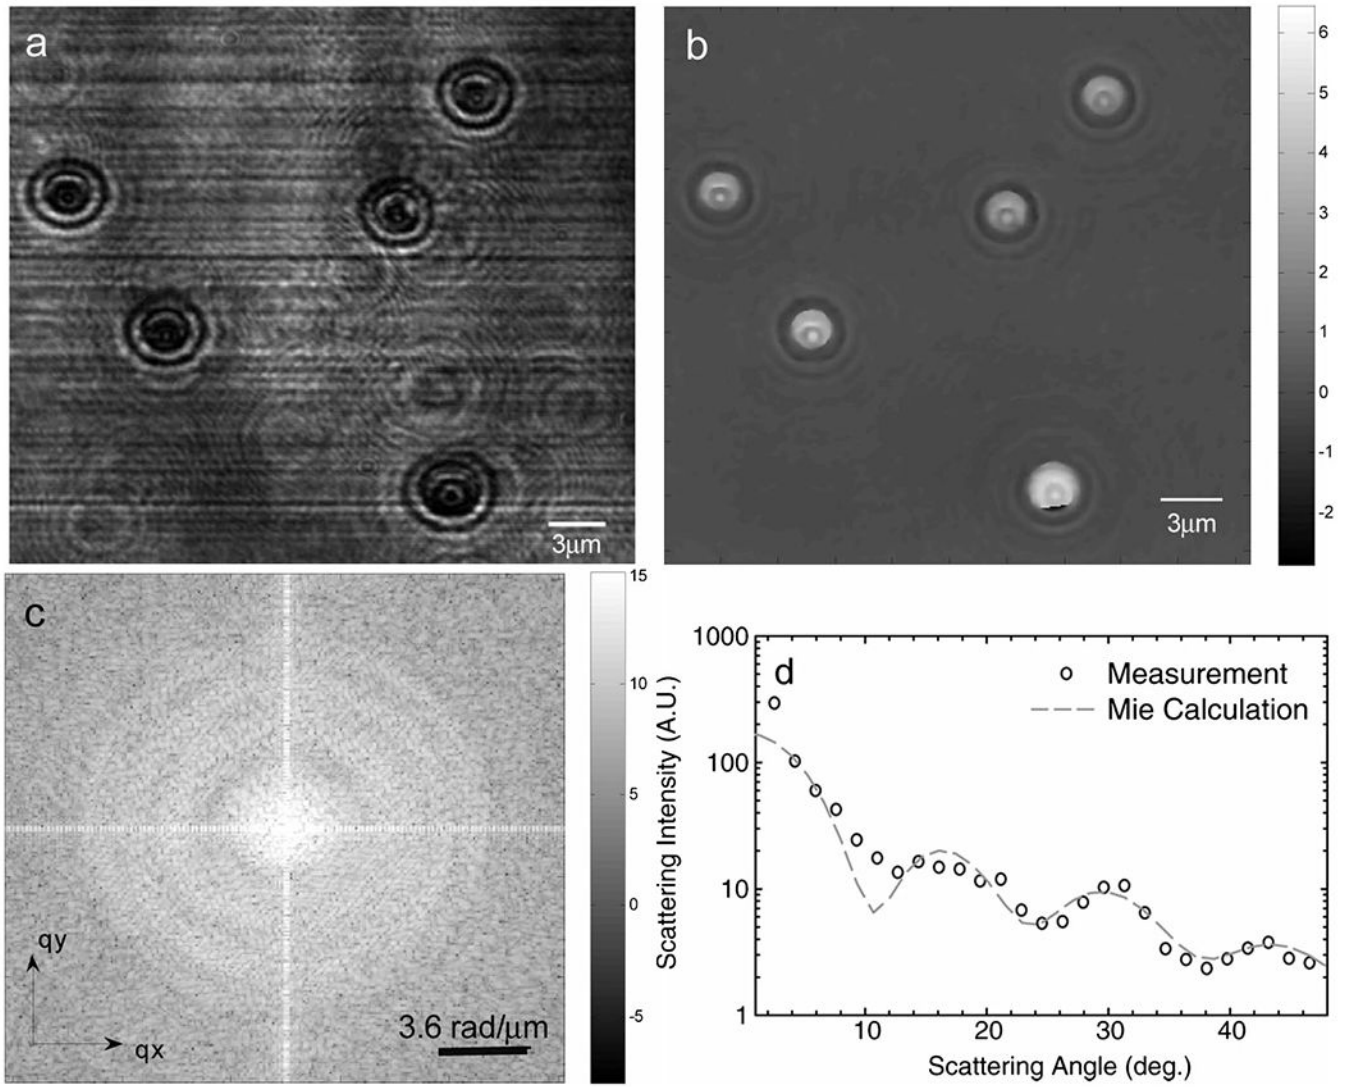 a
3μm
b
3μm
6
5
4
3
2
1
0
-1
-2
c
qy
qx
3.6 rad/μm
15
10
5
0
-5
d
Measurement
Mie Calculation
Scattering Intensity (A.U.)
1000
100
10
1
10 20 30 40
Scattering Angle (deg.)